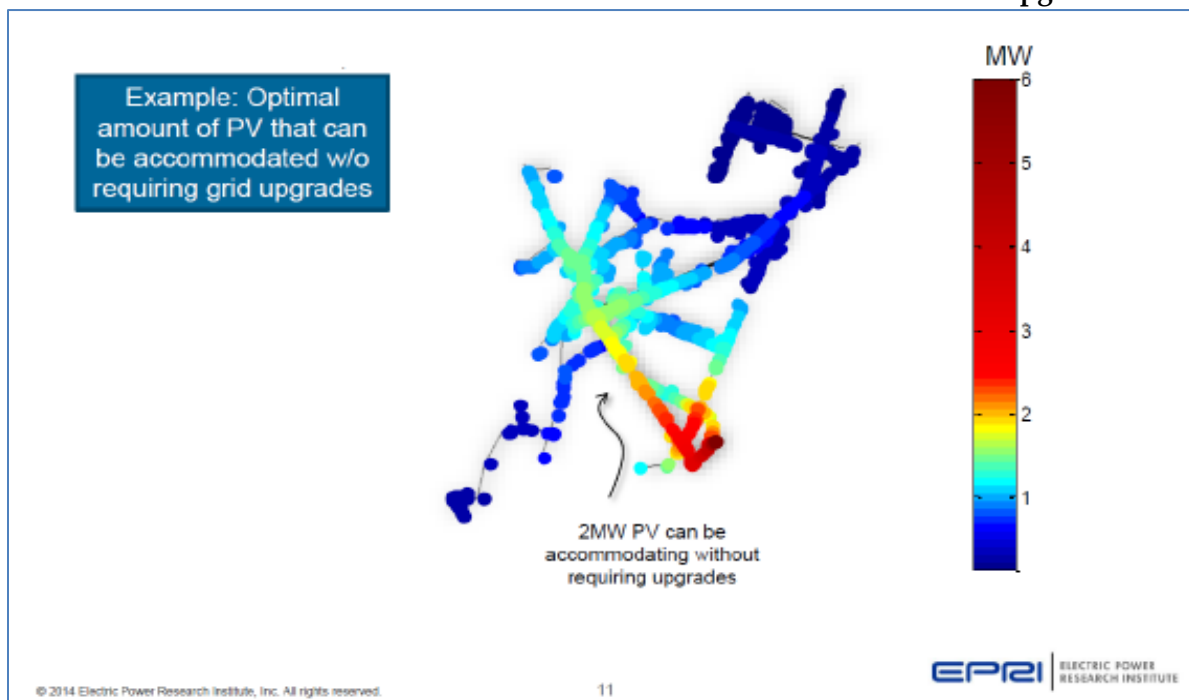 Example: Optimal
amount of PV that can
be accommodated w/o
requiring grid upgrades
MW
6
5
4
3
2
1
2MW PV can be
accommodating without
requiring upgrades
© 2014 Electric Power Research Institute, Inc. All rights reserved.
11
EPRI
ELECTRIC POWER
RESEARCH INSTITUTE